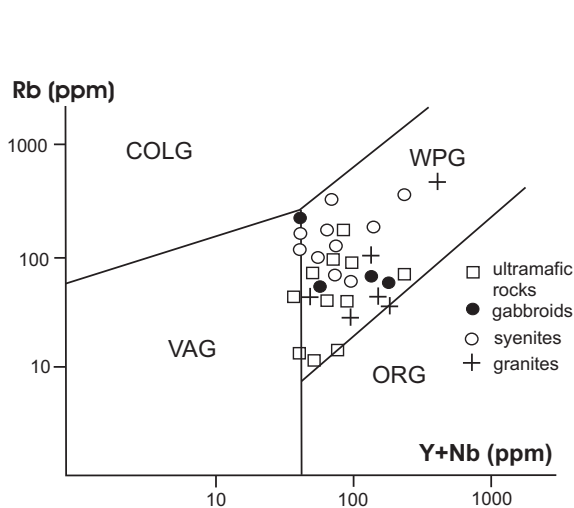 Rb (ppm)
1000
COLG
WPG
100
ultramafic
rocks
gabbroids
syenites
granites
VAG
10
ORG
Y+Nb (ppm)
10
100
1000